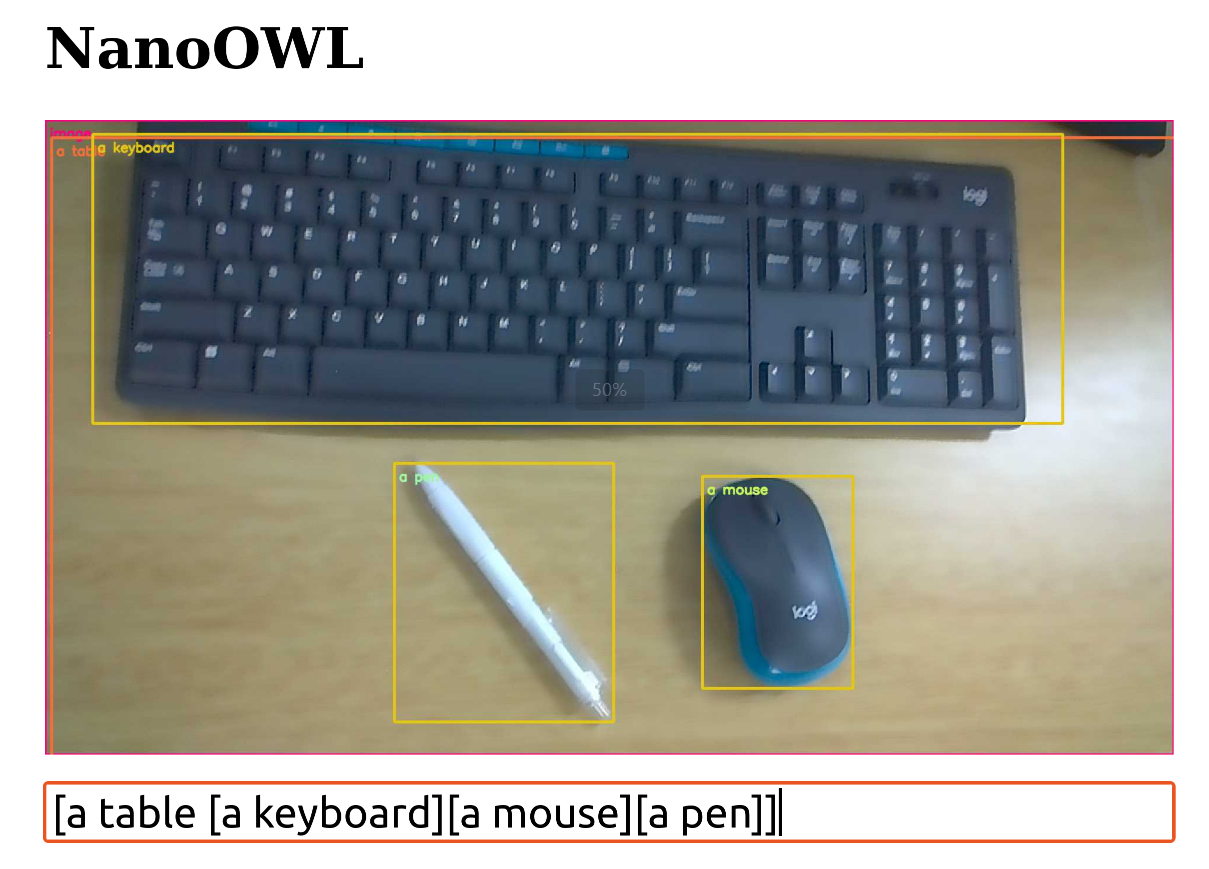 NanoOWL
image
a table
a keyboard
logi
Q W E R T Y U I O P
A S D F G H J K L
Z X C V B N M
50%
a pen
a mouse
logi
[a table [a keyboard][a mouse][a pen]]